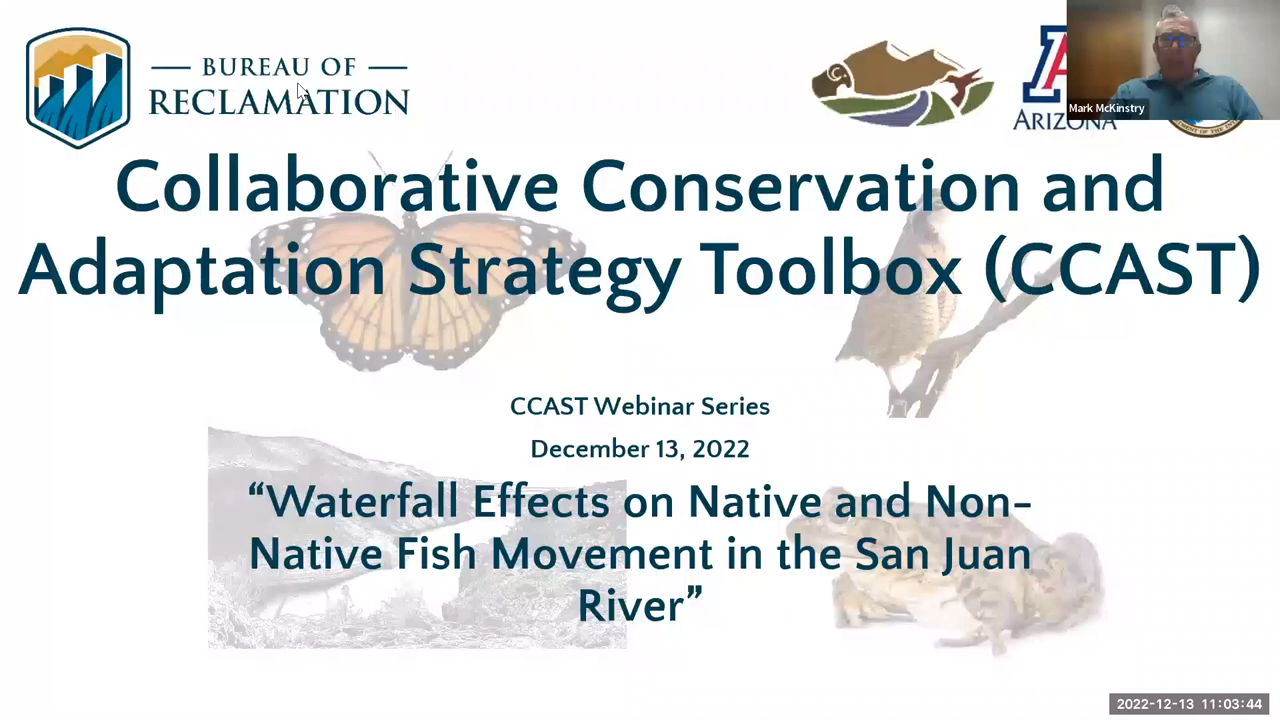 BUREAU OF
RECLAMATION
A
ARIZONA
Mark McKinstry
Collaborative Conservation and
Adaptation Strategy Toolbox (CCAST)
CCAST Webinar Series
December 13, 2022
“Waterfall Effects on Native and Non-
Native Fish Movement in the San Juan
River”
2022-12-13 11:03:44